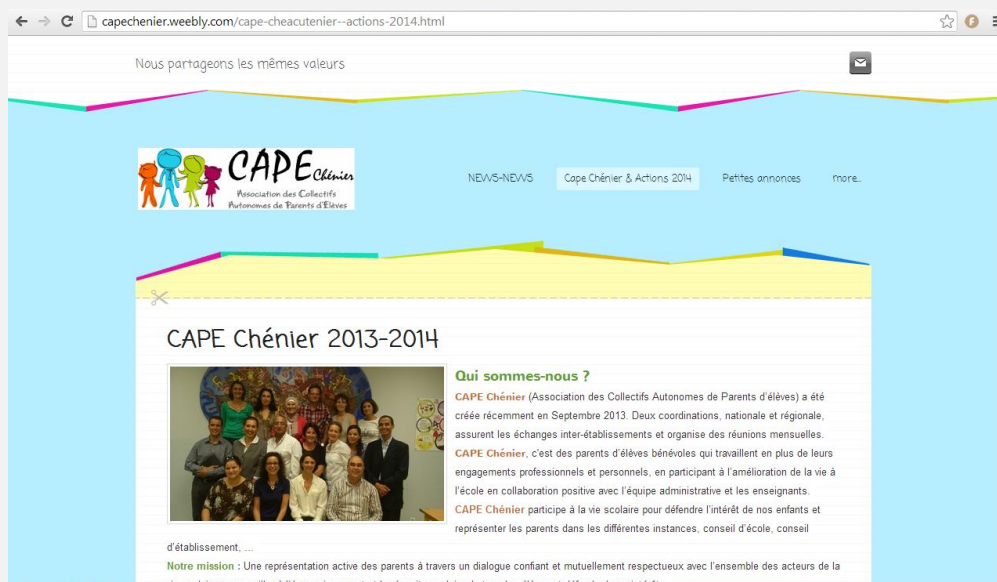 capechenier.weebly.com/cape-cheacutenier--actions-2014.html
Nous partageons les mêmes valeurs
CAPE Chénier
Association des Collectifs
Autonomes de Parents d'Elèves
NEWS-NEWS
Cape Chénier & Actions 2014
Petites annonces
more...
CAPE Chénier 2013-2014
Qui sommes-nous ?
CAPE Chénier (Association des Collectifs Autonomes de Parents d'élèves) a été
créée récemment en Septembre 2013. Deux coordinations, nationale et régionale,
assurent les échanges inter-établissements et organise des réunions mensuelles.
CAPE Chénier, c'est des parents d'élèves bénévoles qui travaillent en plus de leurs
engagements professionnels et personnels, en participant à l'amélioration de la vie à
l'école en collaboration positive avec l'équipe administrative et les enseignants.
CAPE Chénier participe à la vie scolaire pour défendre l'intérêt de nos enfants et
représenter les parents dans les différentes instances, conseil d'école, conseil
d'établissement, ...
Notre mission : Une représentation active des parents à travers un dialogue confiant et mutuellement respectueux avec l'ensemble des acteurs de la